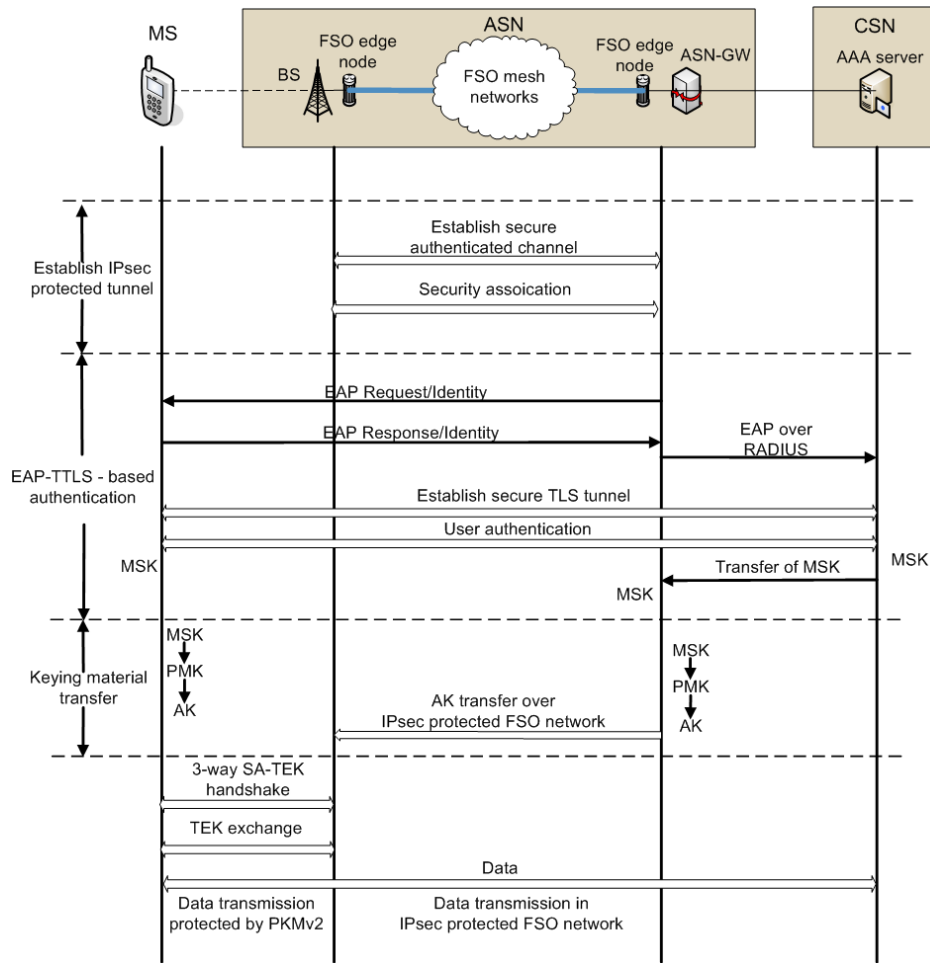 MS
ASN
CSN
FSO edge
node
BS
FSO mesh
networks
FSO edge
node
ASN-GW
AAA server
Establish IPsec
protected tunnel
Establish secure
authenticated channel
Security assoication
EAP-TTLS - based
authentication
EAP Request/Identity
EAP Response/Identity
EAP over
RADIUS
Establish secure TLS tunnel
User authentication
MSK
Transfer of MSK
MSK
MSK
Keying material
transfer
MSK
PMK
AK
AK transfer over
IPsec protected FSO network
MSK
PMK
AK
3-way SA-TEK
handshake
TEK exchange
Data
Data transmission
protected by PKMv2
Data transmission in
IPsec protected FSO network